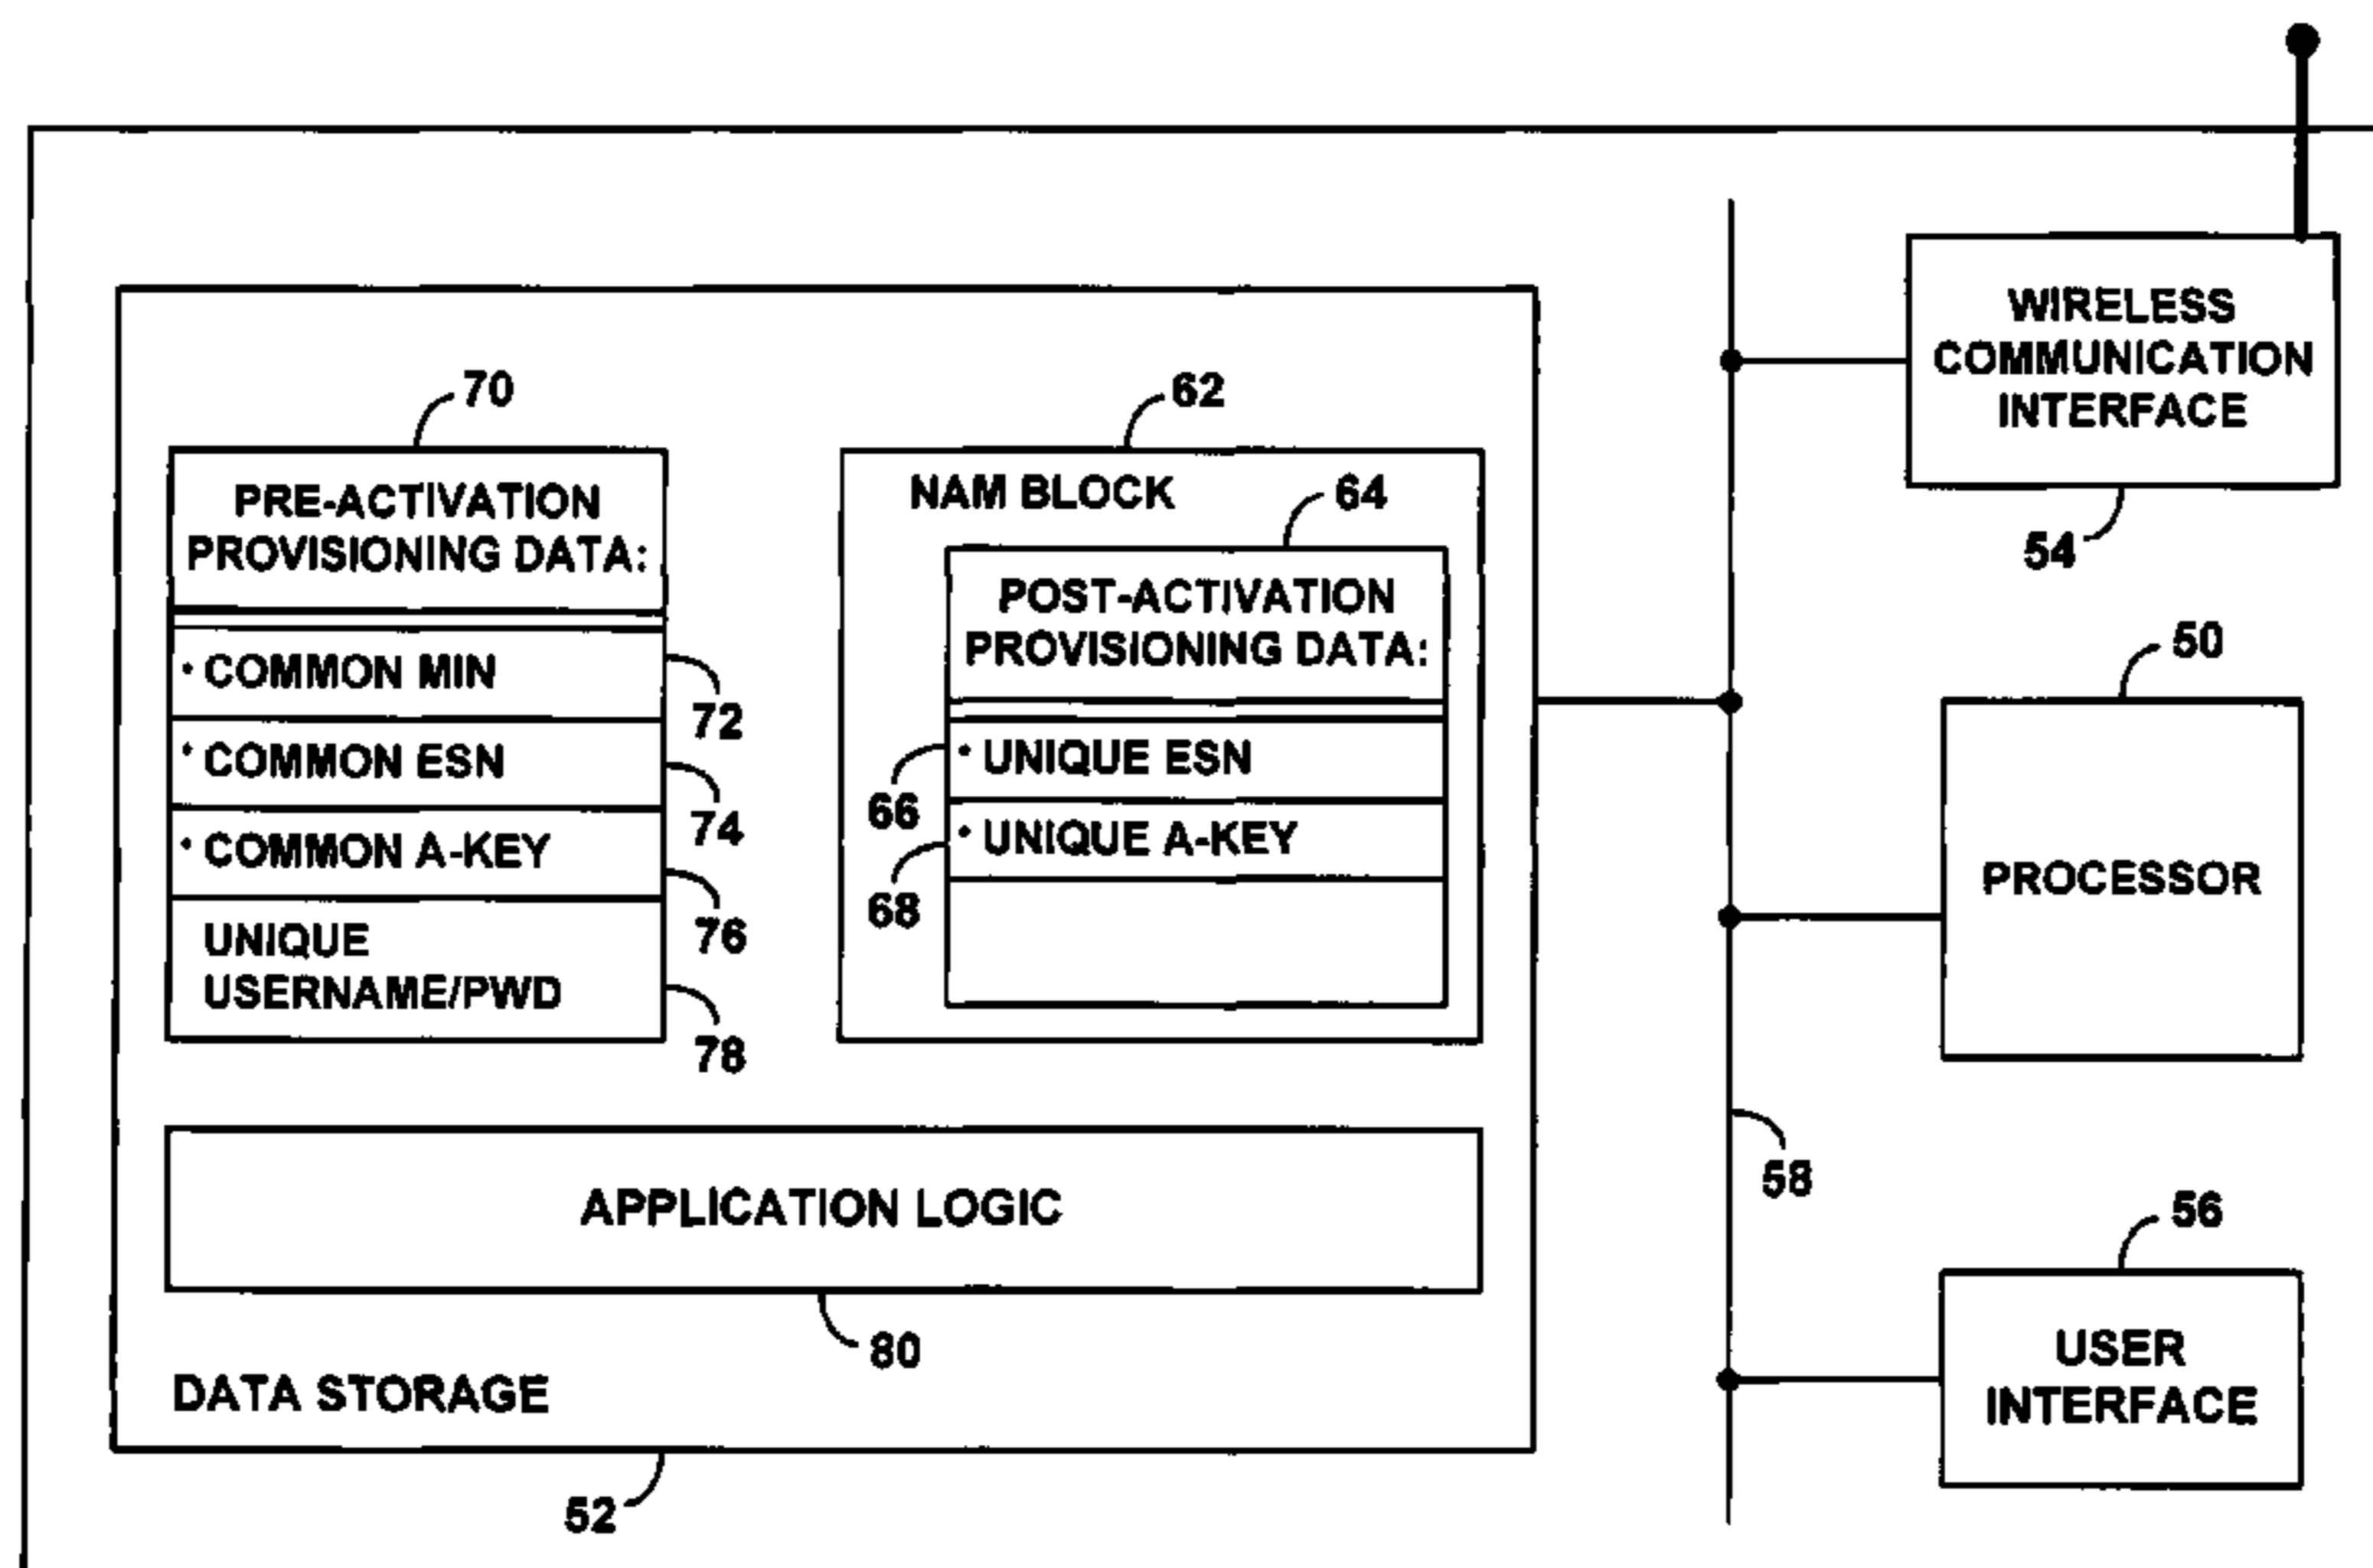 70
PRE-ACTIVATION
PROVISIONING DATA:
• COMMON MIN
72
• COMMON ESN
74
• COMMON A-KEY
76
UNIQUE
USERNAME/PWD
78
62
NAM BLOCK
64
POST-ACTIVATION
PROVISIONING DATA:
66
• UNIQUE ESN
68
• UNIQUE A-KEY
APPLICATION LOGIC
80
DATA STORAGE
52
WIRELESS
COMMUNICATION
INTERFACE
54
50
PROCESSOR
58
56
USER
INTERFACE